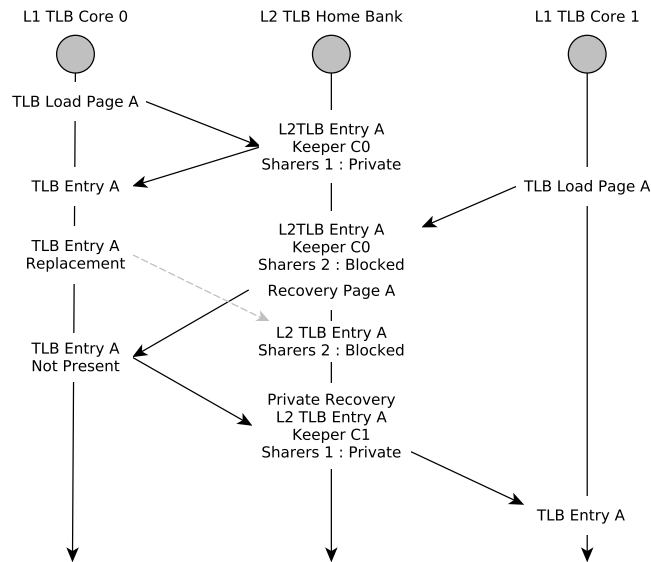 L1 TLB Core 0
L2 TLB Home Bank
L1 TLB Core 1
TLB Load Page A
L2TLB Entry A
Keeper C0
Sharers 1 : Private
TLB Entry A
TLB Load Page A
L2TLB Entry A
Keeper C0
Sharers 2 : Blocked
TLB Entry A
Replacement
Recovery Page A
L2 TLB Entry A
Sharers 2 : Blocked
TLB Entry A
Not Present
Private Recovery
L2 TLB Entry A
Keeper C1
Sharers 1 : Private
TLB Entry A